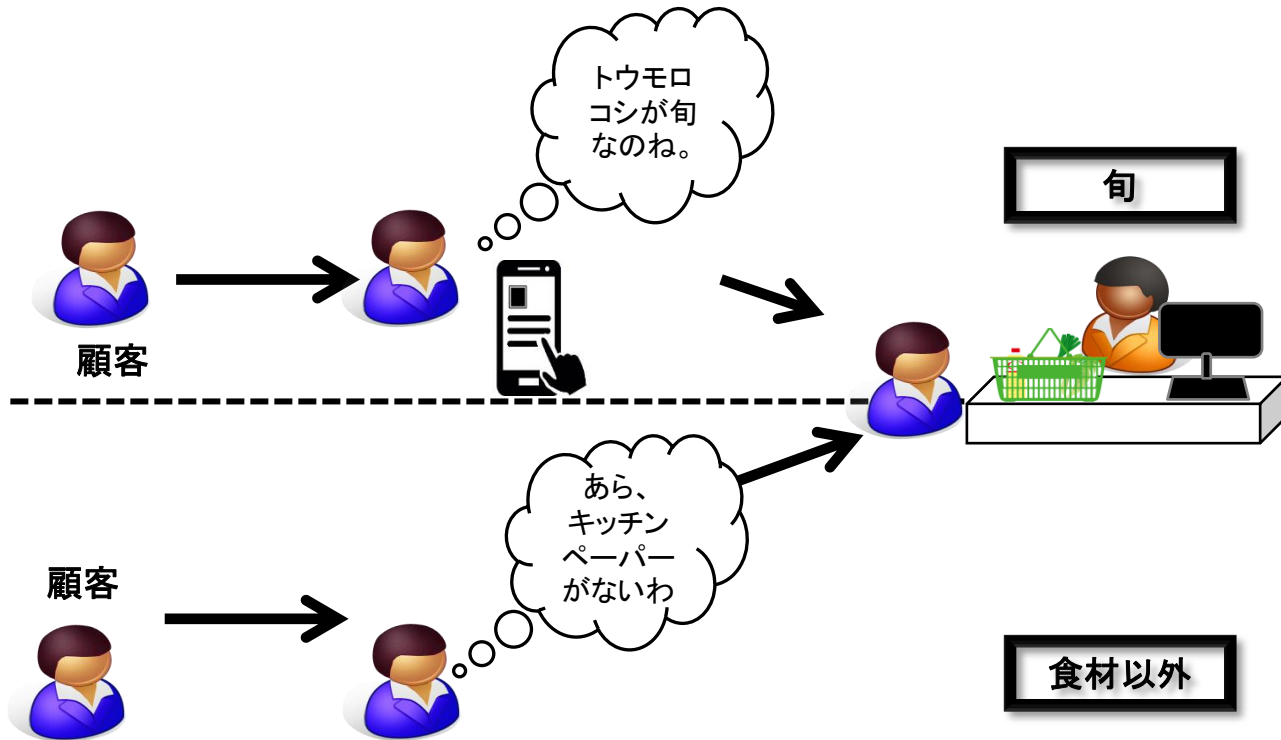 トウモロ
コシが旬
なのね。
旬
顧客
あら、
キッチン
ペーパー
がないわ
顧客
食材以外